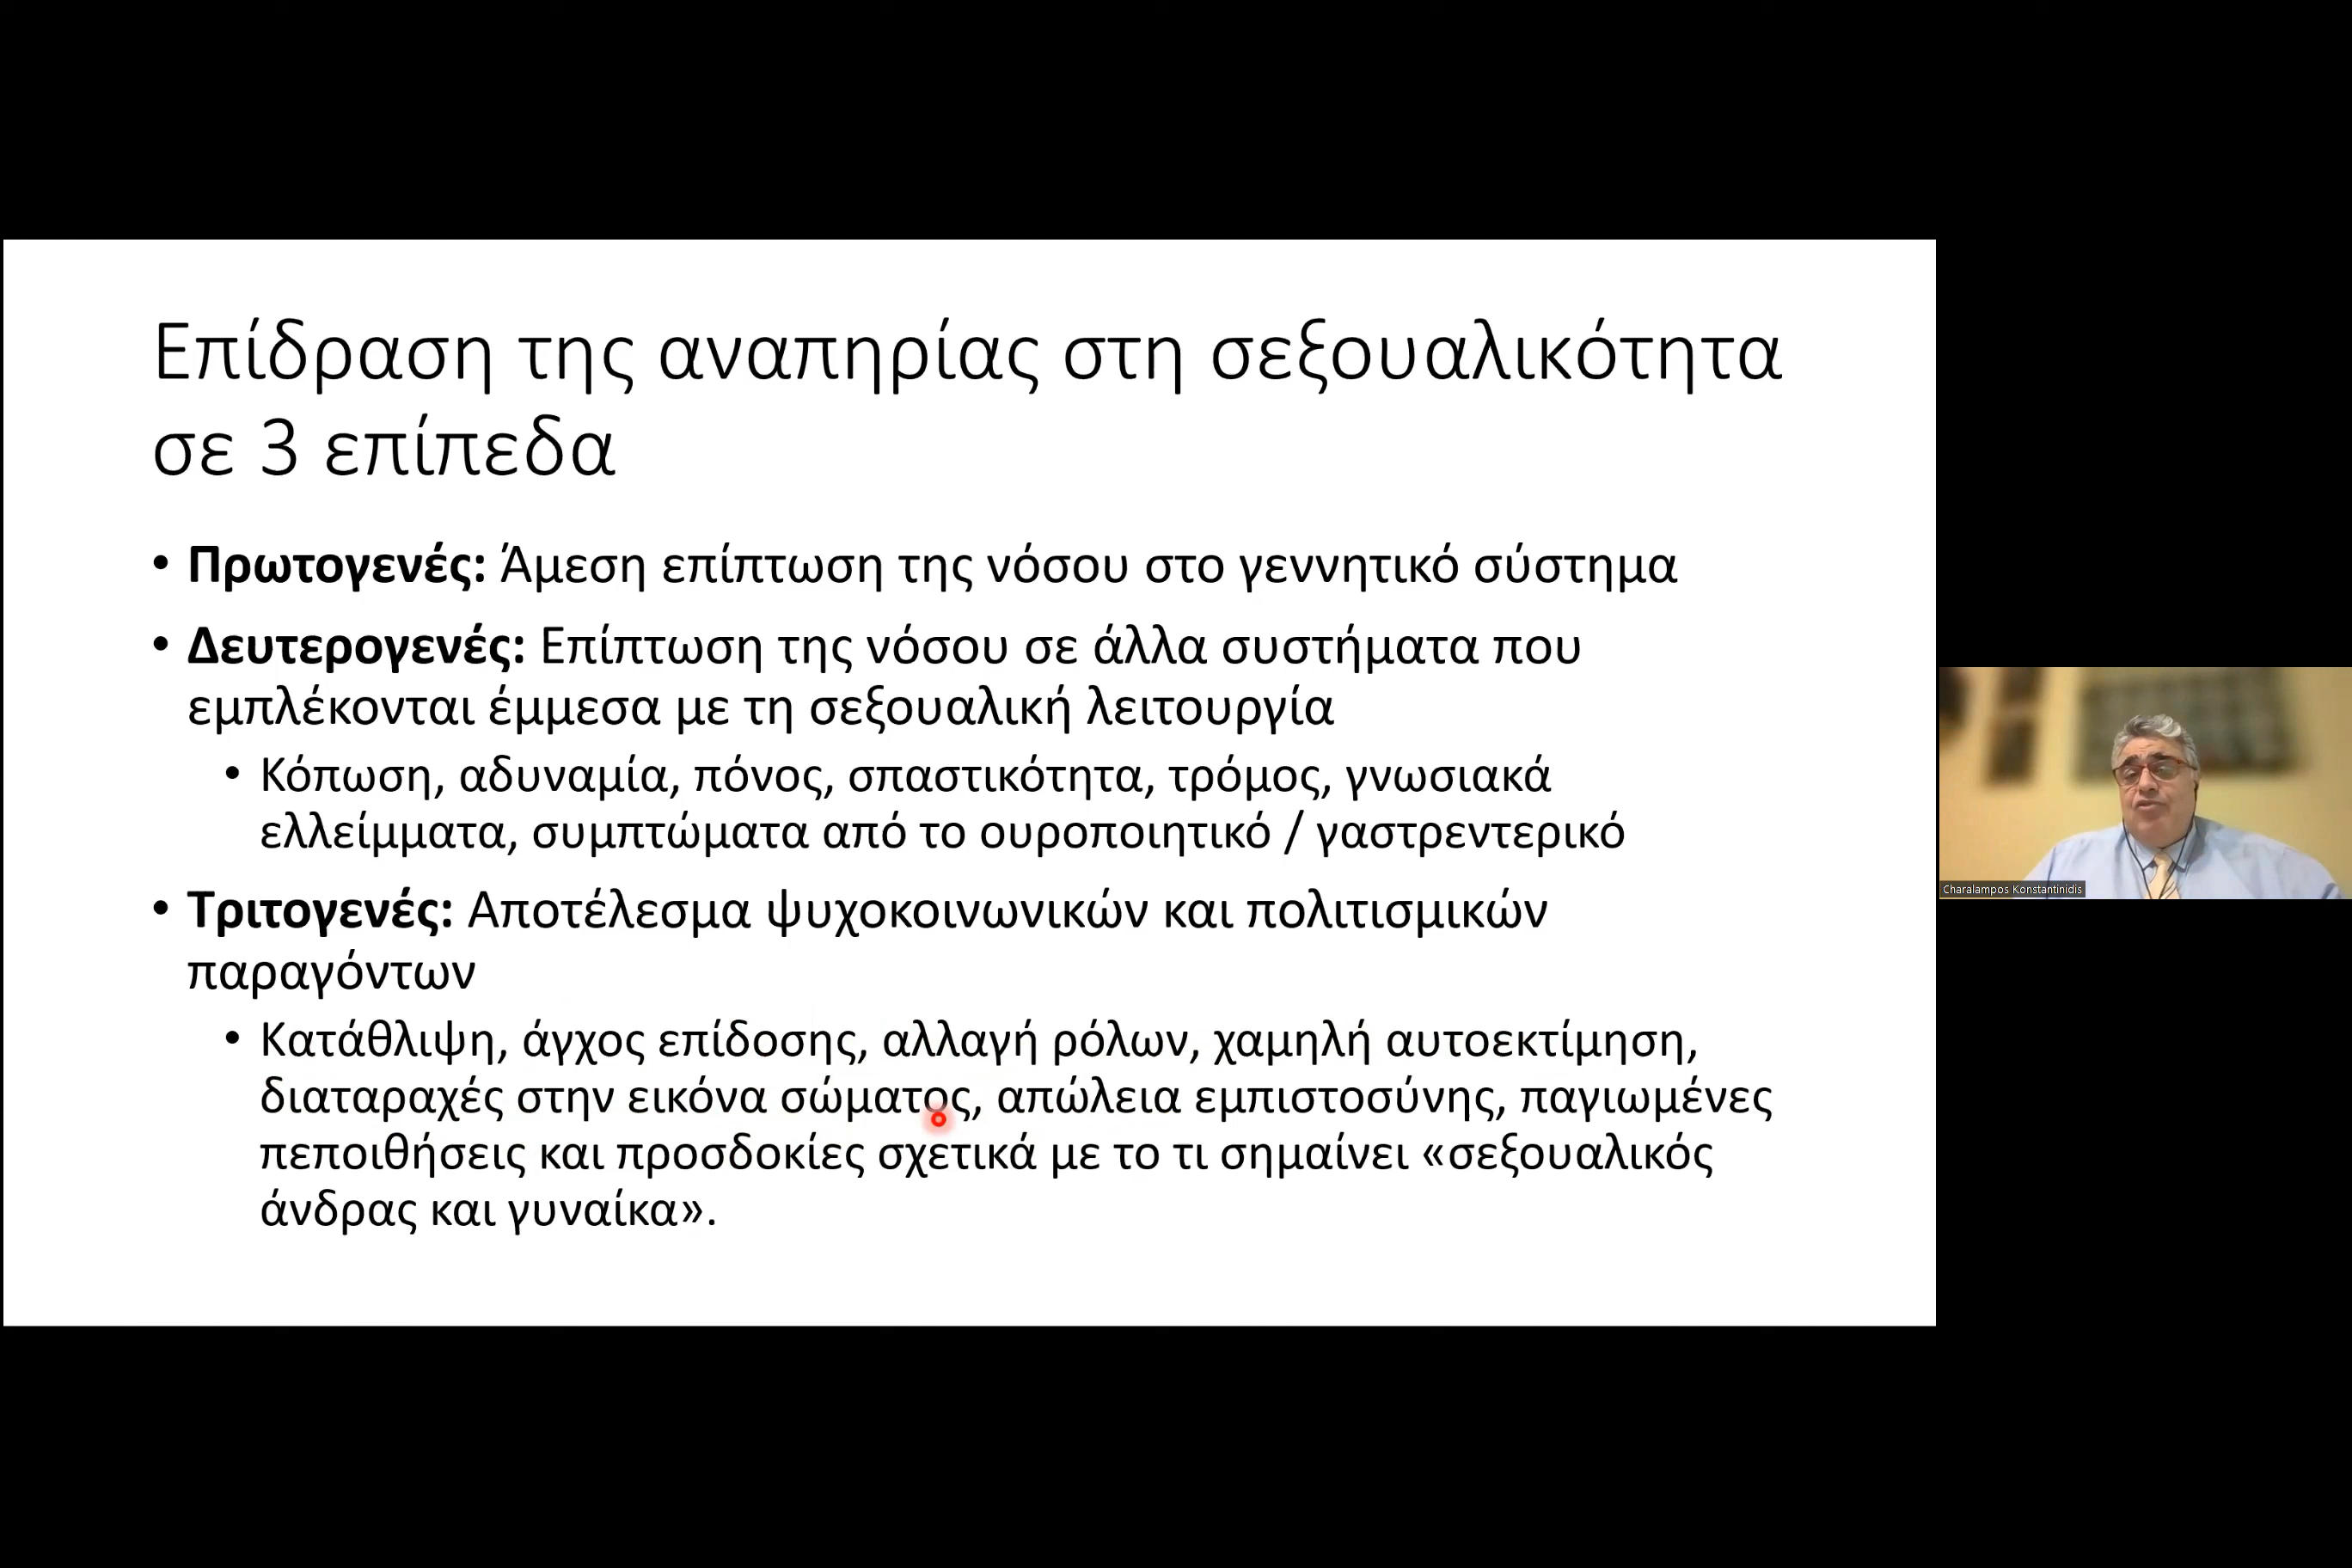 Επίδραση της αναπηρίας στη σεξουαλικότητα
σε 3 επίπεδα
• Πρωτογενές: Άμεση επίπτωση της νόσου στο γεννητικό σύστημα
• Δευτερογενές: Επίπτωση της νόσου σε άλλα συστήματα που
εμπλέκονται έμμεσα με τη σεξουαλική λειτουργία
• Κόπωση, αδυναμία, πόνος, σπαστικότητα, τρόμος, γνωσιακά
ελλείμματα, συμπτώματα από το ουροποιητικό / γαστρεντερικό
• Τριτογενές: Αποτέλεσμα ψυχοκοινωνικών και πολιτισμικών
παραγόντων
• Κατάθλιψη, άγχος επίδοσης, αλλαγή ρόλων, χαμηλή αυτοεκτίμηση,
διαταραχές στην εικόνα σώματος, απώλεια εμπιστοσύνης, παγιωμένες
πεποιθήσεις και προσδοκίες σχετικά με το τι σημαίνει «σεξουαλικός
άνδρας και γυναίκα».
Charalampos Konstantinidis